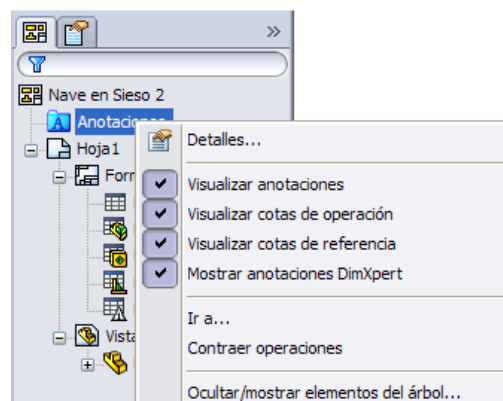 Nave en Sieso 2
Anotaciones
Hoja1
Detalles...
Visualizar anotaciones
Visualizar cotas de operación
Visualizar cotas de referencia
Mostrar anotaciones DimXpert
Ir a...
Contraer operaciones
Ocultar/mostrar elementos del árbol...